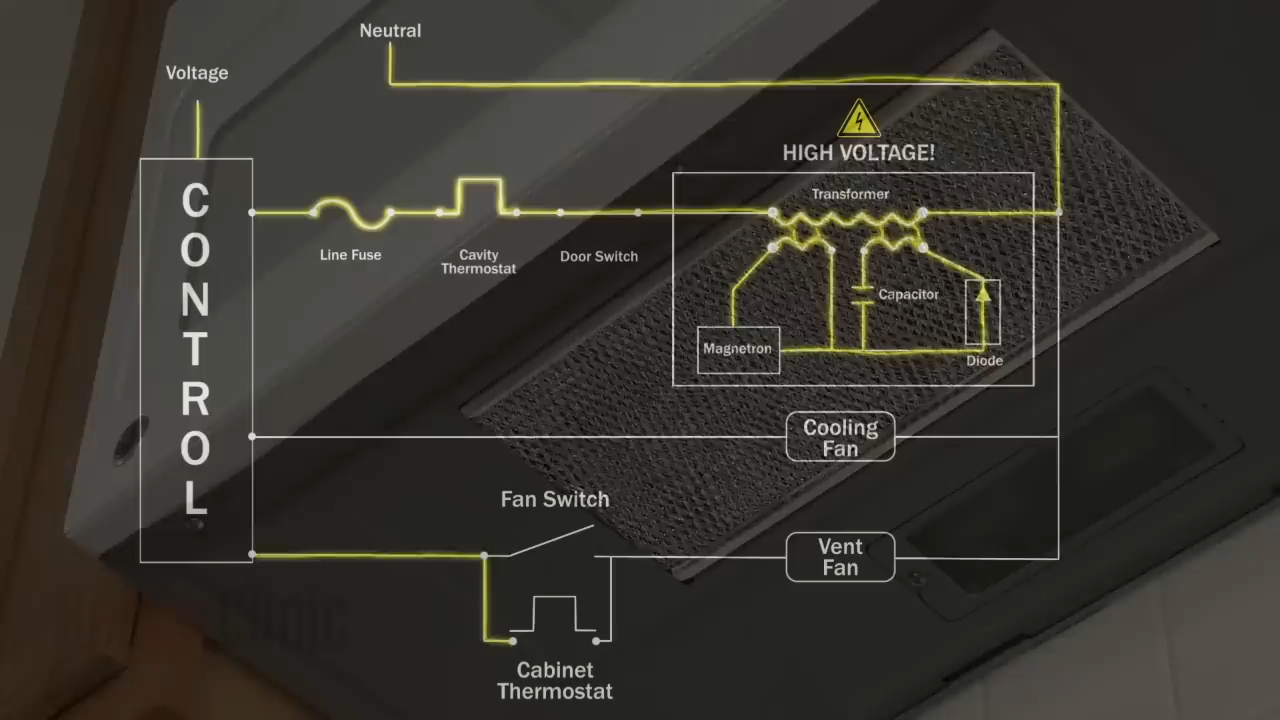 Neutral
Voltage
HIGH VOLTAGE!
Transformer
CONTROL
Line Fuse
Cavity
Thermostat
Door Switch
Capacitor
Magnetron
Diode
Cooling
Fan
Fan Switch
Vent
Fan
Cabinet
Thermostat